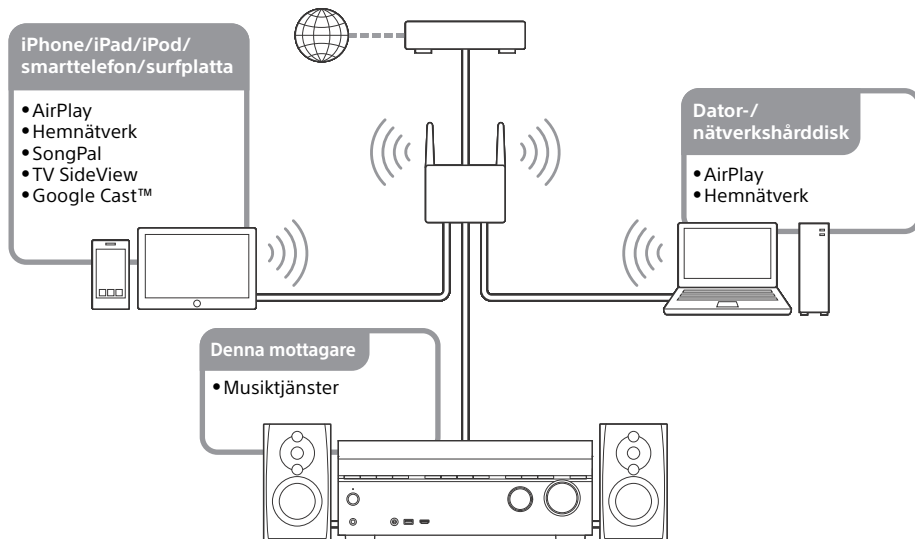 iPhone/iPad/iPod/
smarttelefon/surfplatta
•AirPlay
•Hemnätverk
•SongPal
•TV SideView
•Google Cast™
Dator-/
nätverkshårddisk
•AirPlay
•Hemnätverk
Denna mottagare
•Musiktjänster